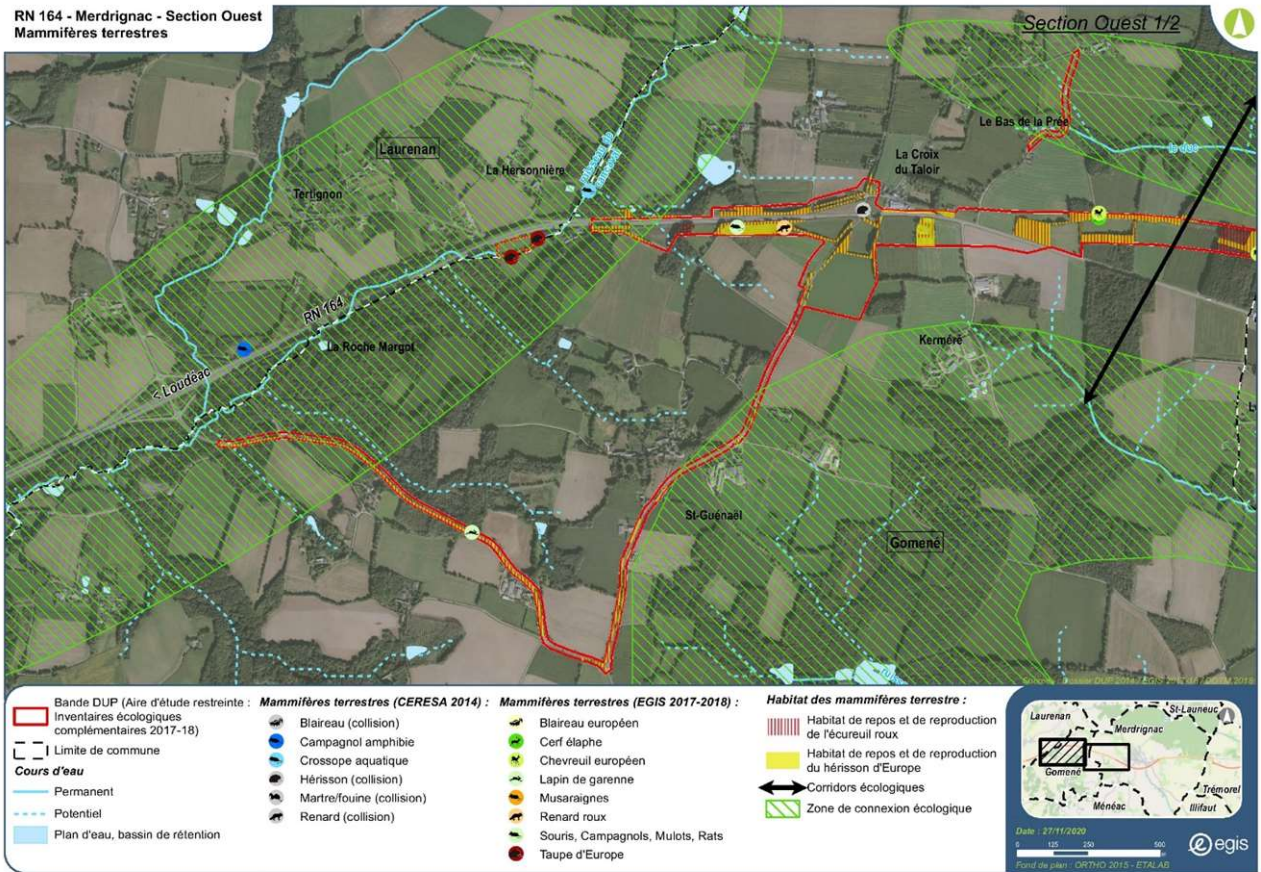 RN 164 - Merdrignac - Section Ouest
Mammifères terrestres
Section Ouest 1/2
Le Bas de la Prée
le duc
Laurenan
La Hersonnière
La Croix
du Taloir
Tertignon
RN 164
La Roche Margot
Kerméré
< Loudéac
St-Guénaël
Gomené
Bande DUP (Aire d'étude restreinte :
Inventaires écologiques
complémentaires 2017-18)
Limite de commune
Cours d'eau
Permanent
Potentiel
Plan d'eau, bassin de rétention
Mammifères terrestres (CERESA 2014) :
Blaireau (collision)
Campagnol amphibie
Crossope aquatique
Hérisson (collision)
Martre/fouine (collision)
Renard (collision)
Mammifères terrestres (EGIS 2017-2018) :
Blaireau européen
Cerf élaphe
Chevreuil européen
Lapin de garenne
Musaraignes
Renard roux
Souris, Campagnols, Mulots, Rats
Taupe d'Europe
Habitat des mammifères terrestre :
Habitat de repos et de reproduction
de l'écureuil roux
Habitat de repos et de reproduction
du hérisson d'Europe
Corridors écologiques
Zone de connexion écologique
Laurenan
St-Launeuc
Merdrignac
Gomené
Trémorel
Ménéac
Illifaut
Date : 27/11/2020
0 125 250 500
Fond de plan : ORTHO 2015 - ETALAB
egis